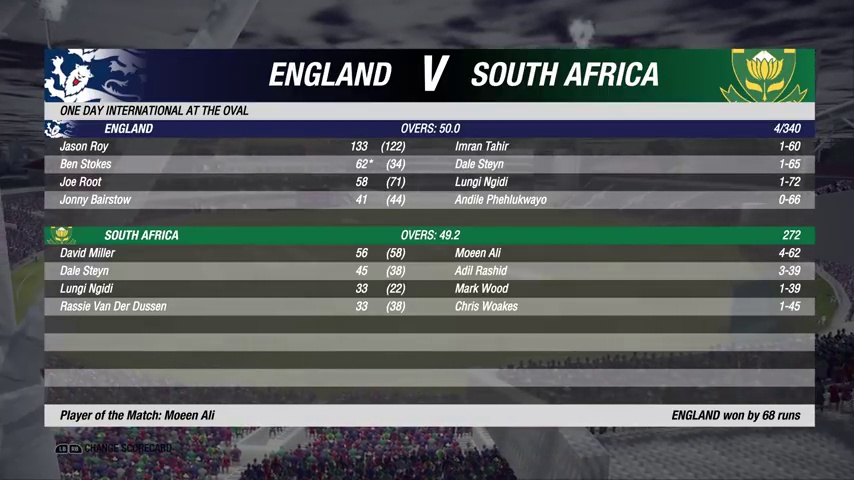 ENGLAND V SOUTH AFRICA
ONE DAY INTERNATIONAL AT THE OVAL
ENGLAND OVERS: 50.0 4/340
Jason Roy 133 (122) Imran Tahir 1-60
Ben Stokes 62* (34) Dale Steyn 1-65
Joe Root 58 (71) Lungi Ngidi 1-72
Jonny Bairstow 41 (44) Andile Phehlukwayo 0-66
SOUTH AFRICA OVERS: 49.2 272
David Miller 56 (58) Moeen Ali 4-62
Dale Steyn 45 (38) Adil Rashid 3-39
Lungi Ngidi 33 (22) Mark Wood 1-39
Rassie Van Der Dussen 33 (38) Chris Woakes 1-45
Player of the Match: Moeen Ali ENGLAND won by 68 runs
LB RB CHANGE SCORECARD